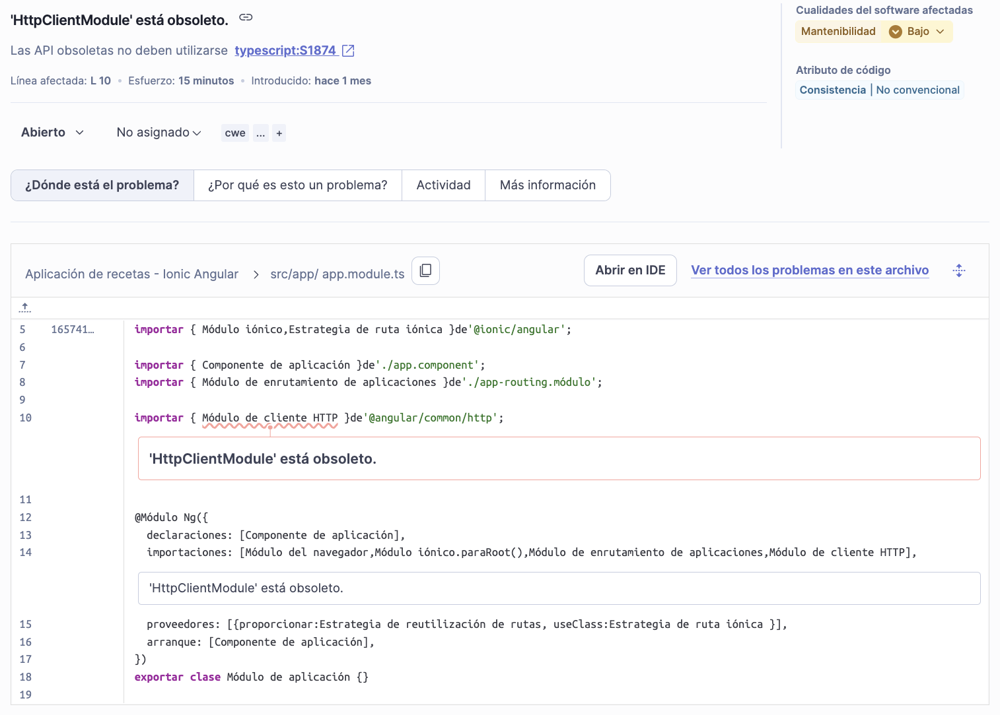 'HttpClientModule' está obsoleto.
Las API obsoletas no deben utilizarse typescript:S1874
Línea afectada: L 10 • Esfuerzo: 15 minutos • Introducido: hace 1 mes
Abierto No asignado cwe ... +
Cualidades del software afectadas
Mantenibilidad Bajo
Atributo de código
Consistencia | No convencional
¿Dónde está el problema? ¿Por qué es esto un problema? Actividad Más información
Aplicación de recetas - Ionic Angular > src/app/ app.module.ts Abrir en IDE Ver todos los problemas en este archivo
5 165741… importar { Módulo iónico,Estrategia de ruta iónica }de'@ionic/angular';
6
7 importar { Componente de aplicación }de'./app.component';
8 importar { Módulo de enrutamiento de aplicaciones }de'./app-routing.módulo';
9
10 importar { Módulo de cliente HTTP }de'@angular/common/http';
'HttpClientModule' está obsoleto.
11
12 @Módulo Ng({
13 declaraciones: [Componente de aplicación],
14 importaciones: [Módulo del navegador,Módulo iónico.paraRoot(),Módulo de enrutamiento de aplicaciones,Módulo de cliente HTTP],
'HttpClientModule' está obsoleto.
15 proveedores: [{proporcionar:Estrategia de reutilización de rutas, useClass:Estrategia de ruta iónica }],
16 arranque: [Componente de aplicación],
17 })
18 exportar clase Módulo de aplicación {}
19